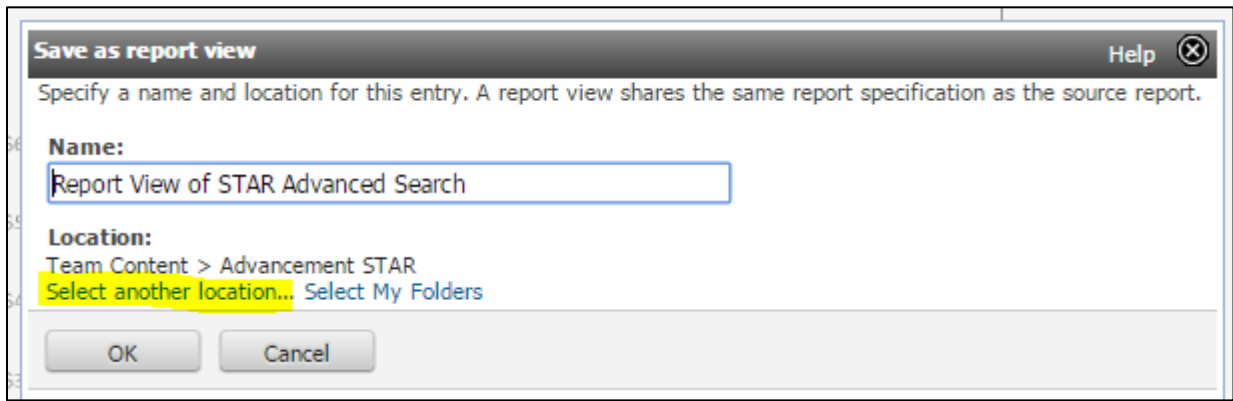 Save as report view Help
Specify a name and location for this entry. A report view shares the same report specification as the source report.
Name:
Report View of STAR Advanced Search
Location:
Team Content > Advancement STAR
Select another location... Select My Folders
OK Cancel